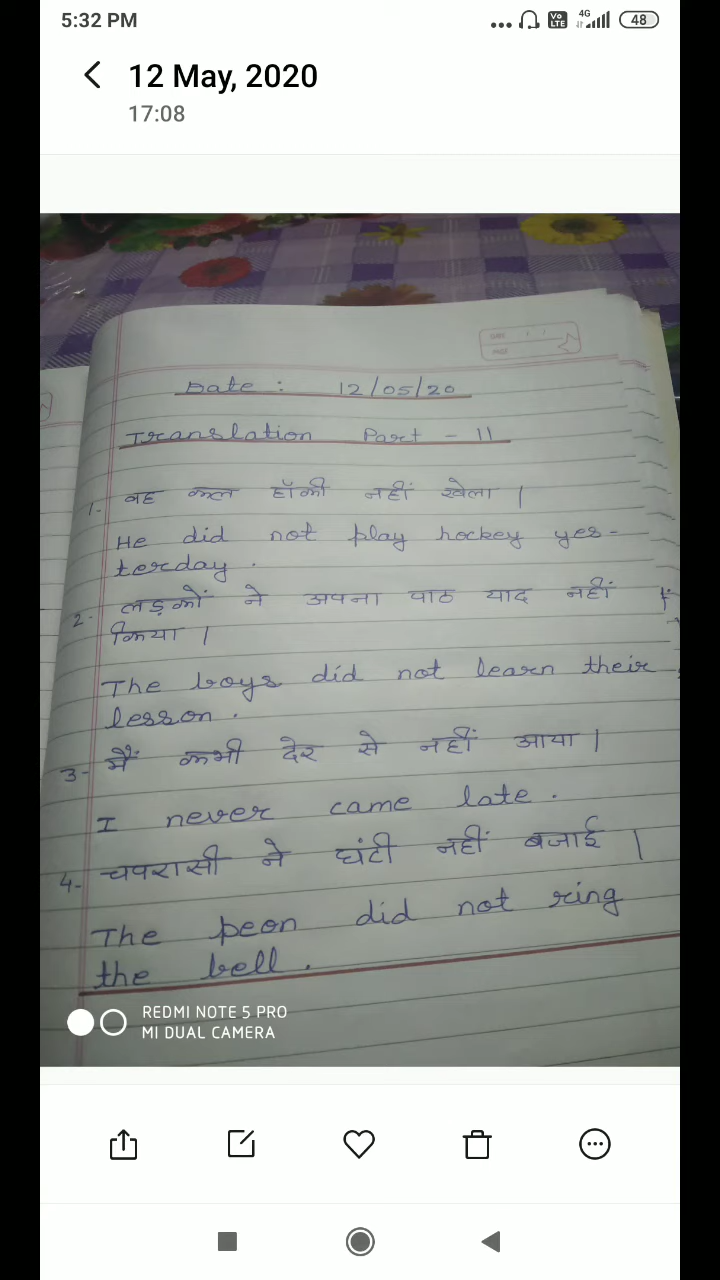 5:32 PM
4G
Vo LTE
48
12 May, 2020
17:08
Date : 12/05/20
Translation Part - 11
1. वह कल हॉकी नहीं खेला |
He did not play hockey yes-
terday .
2. लड़कों ने अपना पाठ याद नहीं
किया |
The boys did not learn their
lesson .
3- मैं कभी देर से नहीं आया |
I never came late .
4- चपरासी ने घंटी नहीं बजाई |
The peon did not ring
the bell .
REDMI NOTE 5 PRO
MI DUAL CAMERA